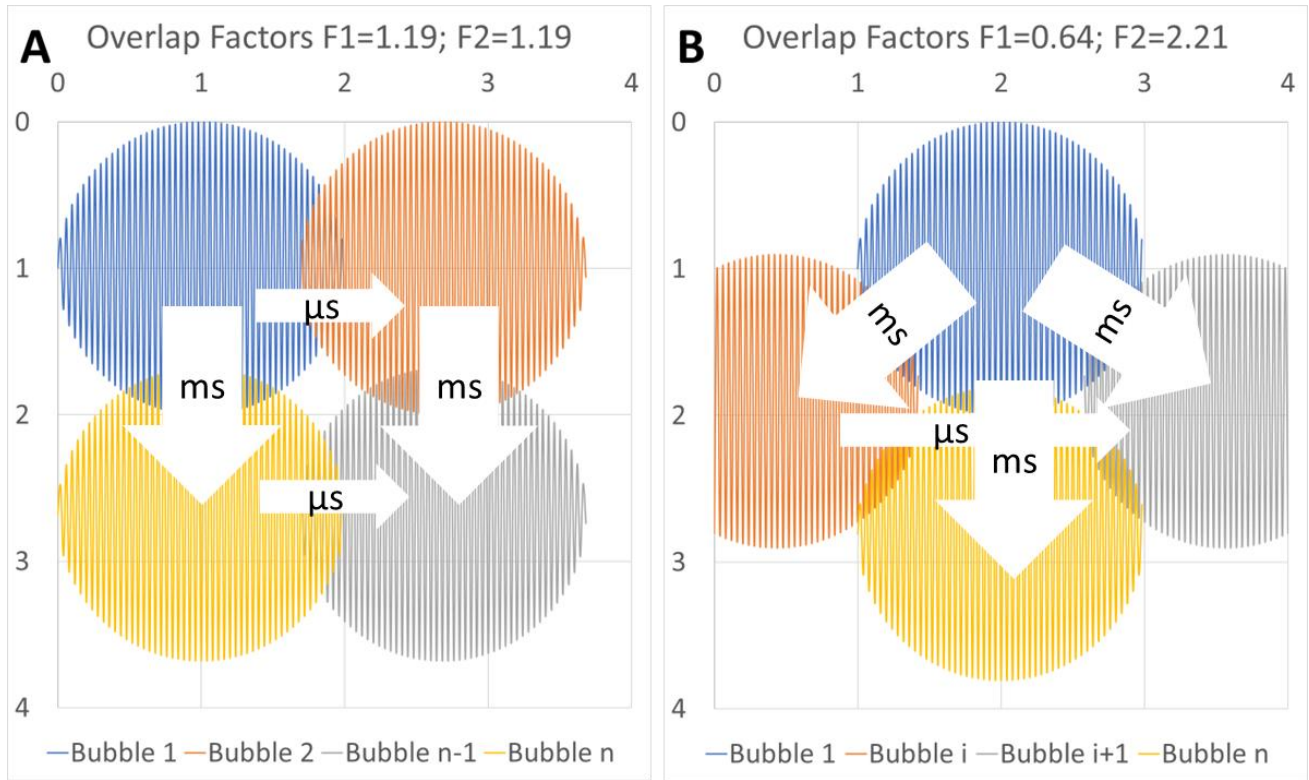 A Overlap Factors F1=1.19; F2=1.19
0 1 2 3 4
0
1
2
3
4
µs
ms ms
µs
Bubble 1 Bubble 2 Bubble n-1 Bubble n
B Overlap Factors F1=0.64; F2=2.21
0 1 2 3 4
0
1
2
3
4
ms ms
µs
ms
Bubble 1 Bubble i Bubble i+1 Bubble n